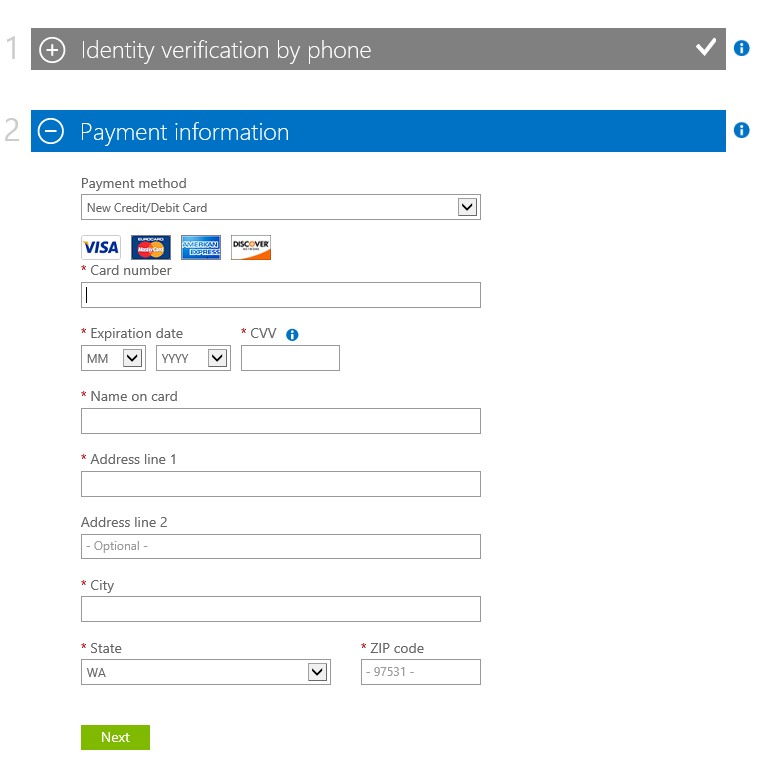 1 Identity verification by phone
2 Payment information
Payment method
New Credit/Debit Card
VISA EUROCARD MasterCard AMERICAN EXPRESS DISCOVER NETWORK
* Card number
* Expiration date * CVV
MM YYYY
* Name on card
* Address line 1
Address line 2
- Optional -
* City
* State * ZIP code
WA - 97531 -
Next